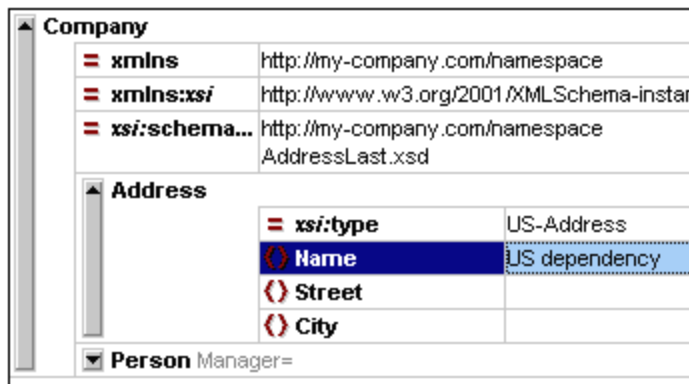 Company
= xmlns http://my-company.com/namespace
= xmlns:xsi http://www.w3.org/2001/XMLSchema-instan
= xsi:schema... http://my-company.com/namespace
AddressLast.xsd
Address
= xsi:type US-Address
() Name US dependency
() Street
() City
Person Manager=